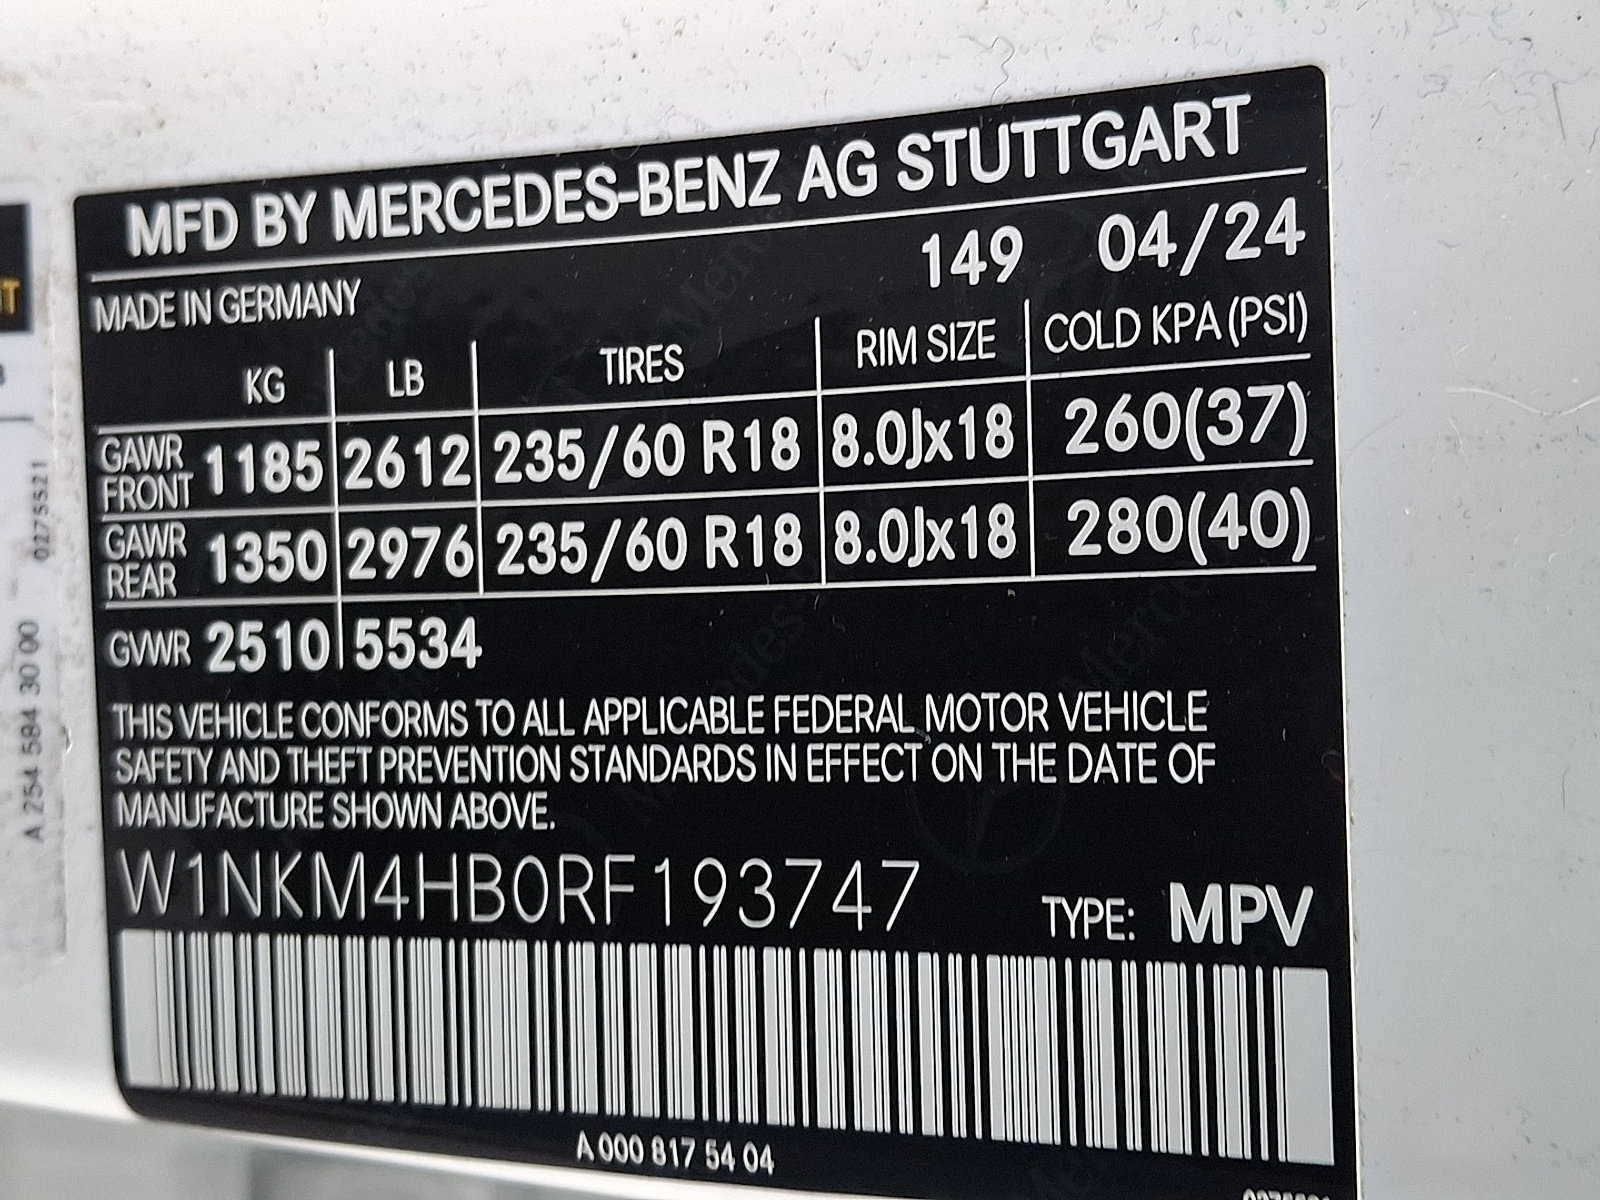 MFD BY MERCEDES-BENZ AG STUTTGART
149 04/24
MADE IN GERMANY
KG LB TIRES RIM SIZE COLD KPA (PSI)
GAWR FRONT 1185 2612 235/60 R18 8.0Jx18 260(37)
GAWR REAR 1350 2976 235/60 R18 8.0Jx18 280(40)
GVWR 2510 5534
THIS VEHICLE CONFORMS TO ALL APPLICABLE FEDERAL MOTOR VEHICLE
SAFETY AND THEFT PREVENTION STANDARDS IN EFFECT ON THE DATE OF
MANUFACTURE SHOWN ABOVE.
W1NKM4HB0RF193747
TYPE: MPV
A 000 817 54 04
A 254 584 30 00 0275521